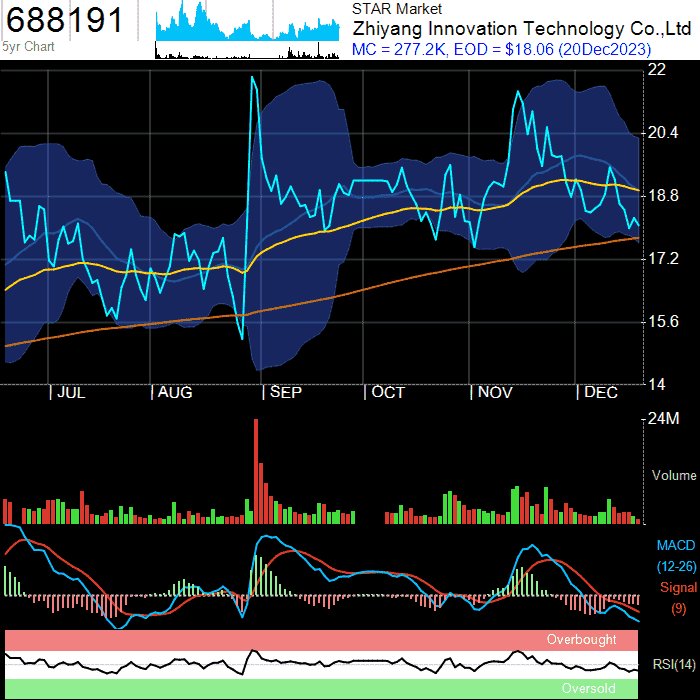 688191
5yr Chart
STAR Market
Zhiyang Innovation Technology Co.,Ltd
MC = 277.2K, EOD = $18.06 (20Dec2023)
22
20.4
18.8
17.2
15.6
14
| JUL | AUG | SEP | OCT | NOV | DEC
24M
Volume
MACD
(12-26)
Signal
(9)
Overbought
RSI(14)
Oversold